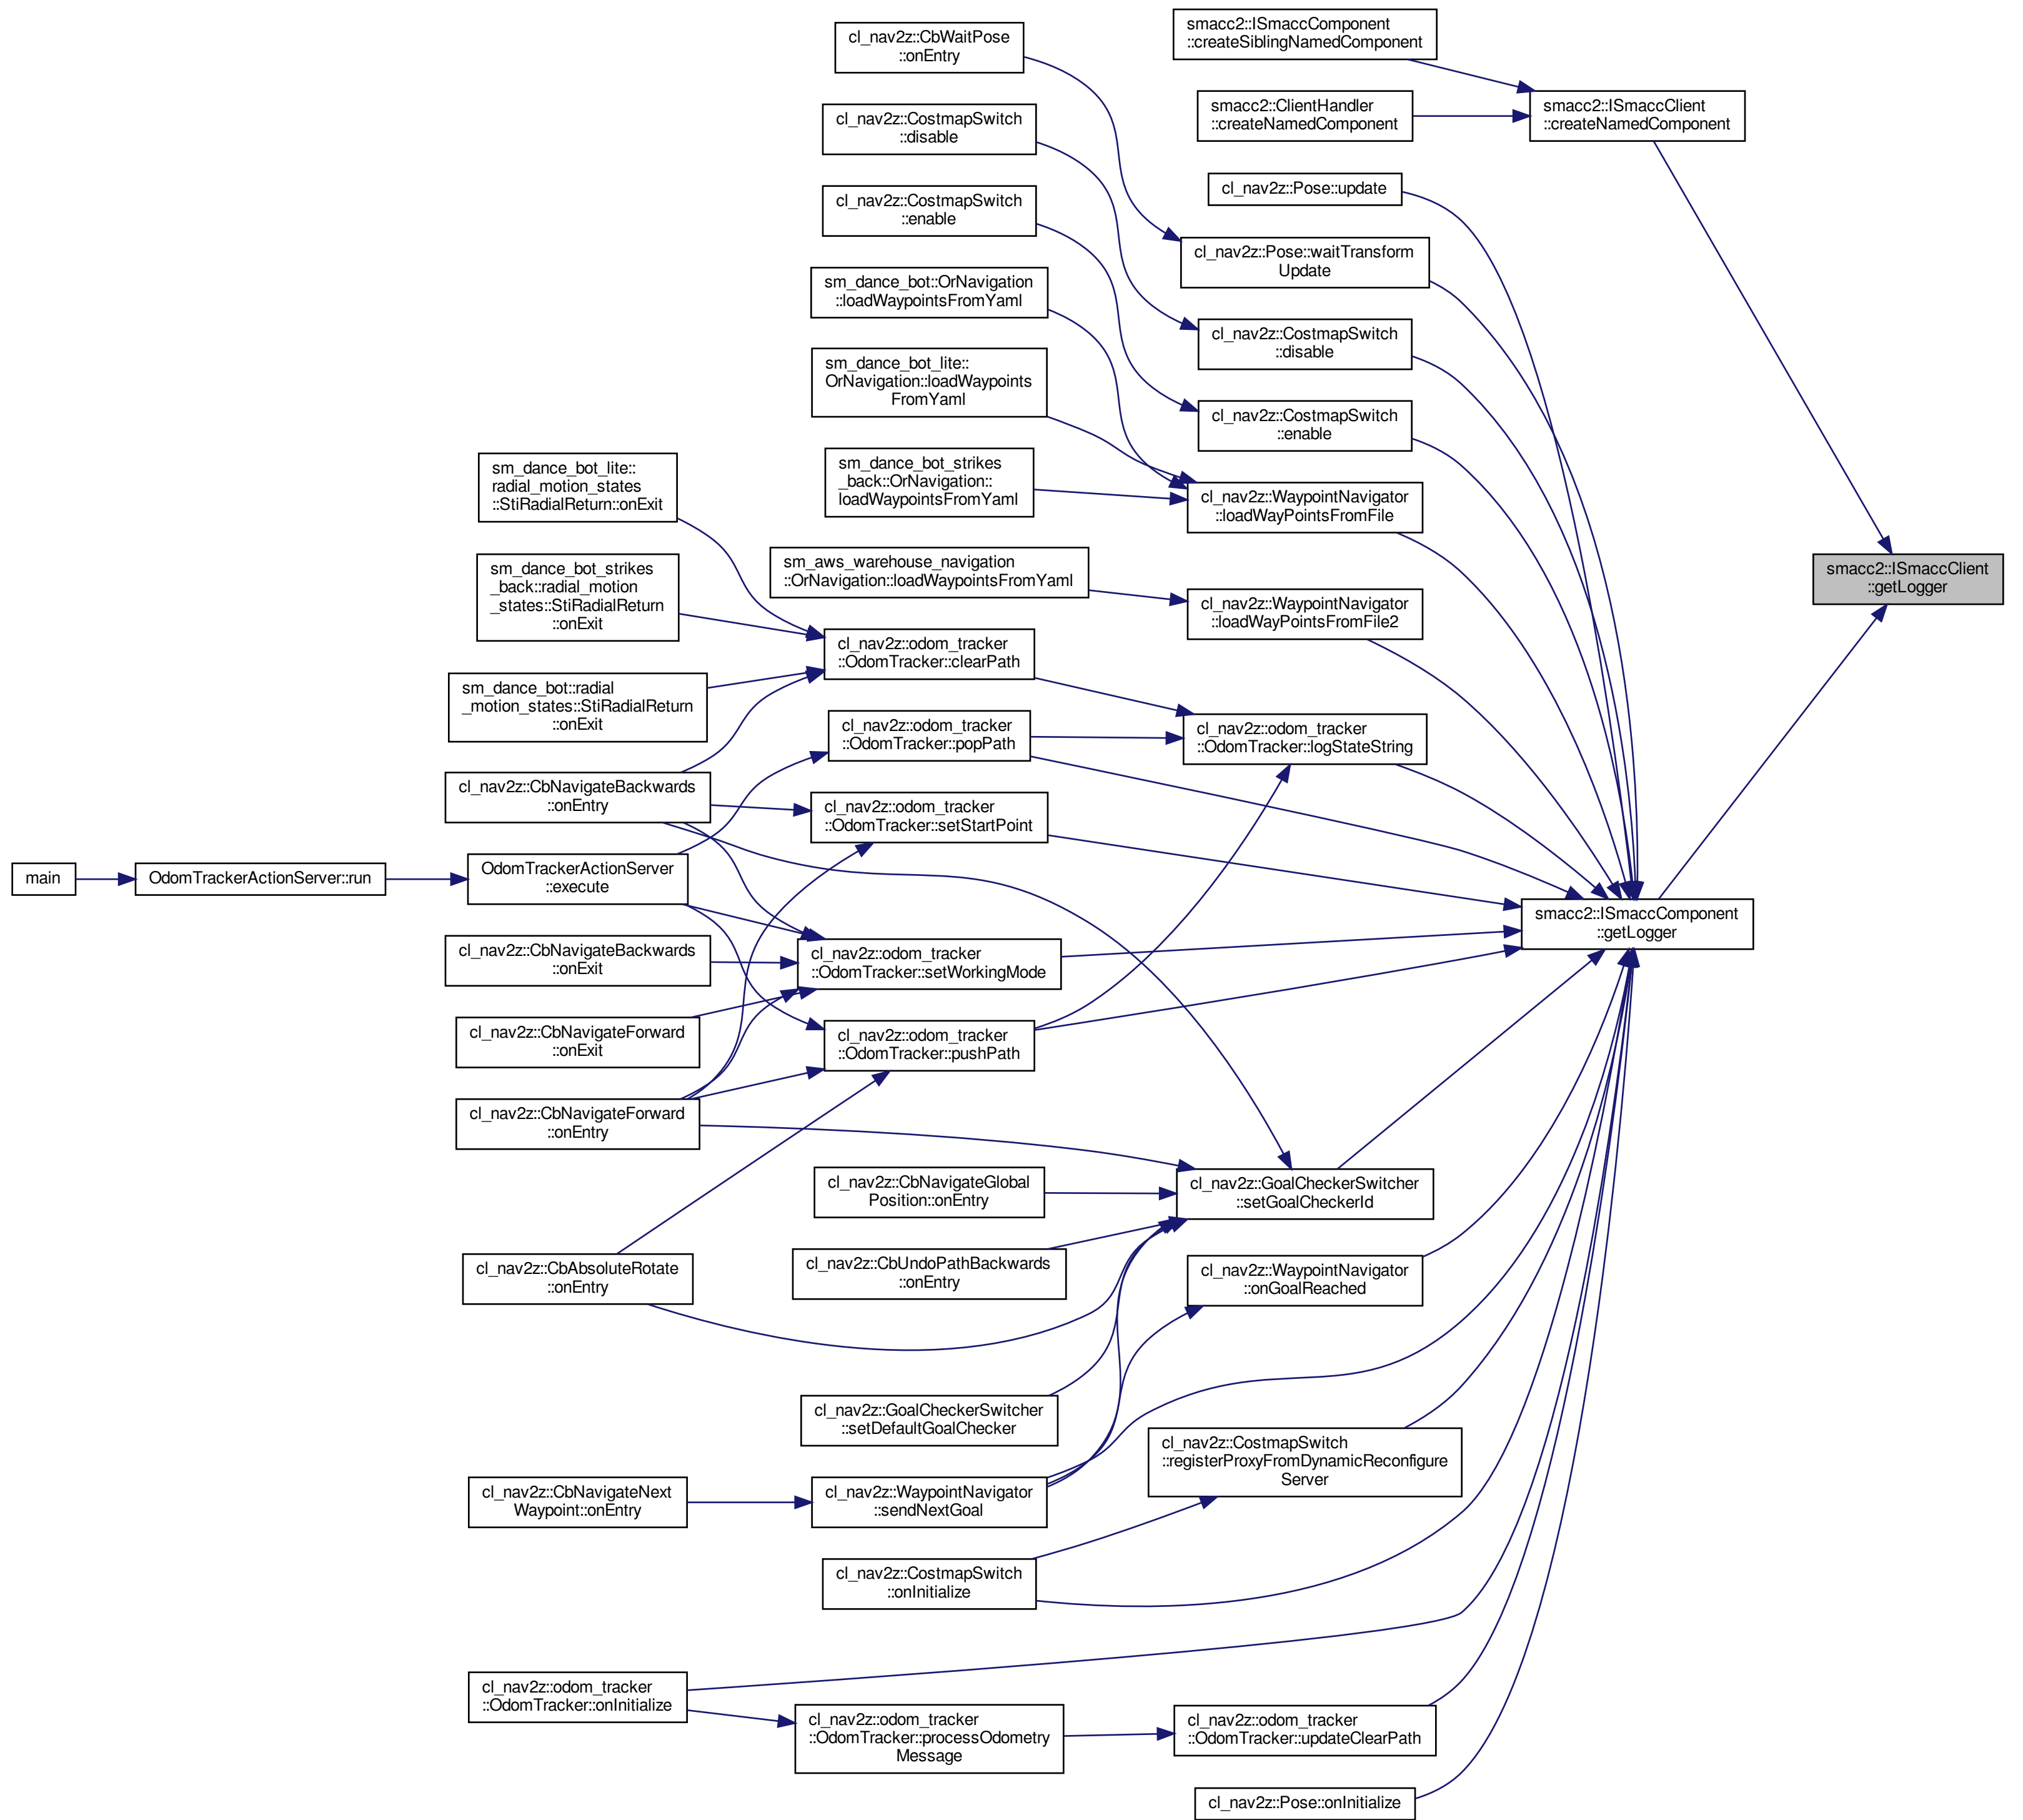 smacc2::ISmaccComponent
::createSiblingNamedComponent
cl_nav2z::CbWaitPose
::onEntry
smacc2::ClientHandler
::createNamedComponent
smacc2::ISmaccClient
::createNamedComponent
cl_nav2z::CostmapSwitch
::disable
cl_nav2z::Pose::update
cl_nav2z::CostmapSwitch
::enable
cl_nav2z::Pose::waitTransform
Update
sm_dance_bot::OrNavigation
::loadWaypointsFromYaml
cl_nav2z::CostmapSwitch
::disable
sm_dance_bot_lite::
OrNavigation::loadWaypoints
FromYaml
cl_nav2z::CostmapSwitch
::enable
sm_dance_bot_lite::
radial_motion_states
::StiRadialReturn::onExit
sm_dance_bot_strikes
_back::OrNavigation::
loadWaypointsFromYaml
cl_nav2z::WaypointNavigator
::loadWayPointsFromFile
sm_dance_bot_strikes
_back::radial_motion
_states::StiRadialReturn
::onExit
sm_aws_warehouse_navigation
::OrNavigation::loadWaypointsFromYaml
cl_nav2z::WaypointNavigator
::loadWayPointsFromFile2
smacc2::ISmaccClient
::getLogger
cl_nav2z::odom_tracker
::OdomTracker::clearPath
sm_dance_bot::radial
_motion_states::StiRadialReturn
::onExit
cl_nav2z::odom_tracker
::OdomTracker::popPath
cl_nav2z::odom_tracker
::OdomTracker::logStateString
cl_nav2z::CbNavigateBackwards
::onEntry
cl_nav2z::odom_tracker
::OdomTracker::setStartPoint
main
OdomTrackerActionServer::run
OdomTrackerActionServer
::execute
smacc2::ISmaccComponent
::getLogger
cl_nav2z::CbNavigateBackwards
::onExit
cl_nav2z::odom_tracker
::OdomTracker::setWorkingMode
cl_nav2z::CbNavigateForward
::onExit
cl_nav2z::odom_tracker
::OdomTracker::pushPath
cl_nav2z::CbNavigateForward
::onEntry
cl_nav2z::CbNavigateGlobal
Position::onEntry
cl_nav2z::GoalCheckerSwitcher
::setGoalCheckerId
cl_nav2z::CbAbsoluteRotate
::onEntry
cl_nav2z::CbUndoPathBackwards
::onEntry
cl_nav2z::WaypointNavigator
::onGoalReached
cl_nav2z::GoalCheckerSwitcher
::setDefaultGoalChecker
cl_nav2z::CostmapSwitch
::registerProxyFromDynamicReconfigure
Server
cl_nav2z::CbNavigateNext
Waypoint::onEntry
cl_nav2z::WaypointNavigator
::sendNextGoal
cl_nav2z::CostmapSwitch
::onInitialize
cl_nav2z::odom_tracker
::OdomTracker::onInitialize
cl_nav2z::odom_tracker
::OdomTracker::processOdometry
Message
cl_nav2z::odom_tracker
::OdomTracker::updateClearPath
cl_nav2z::Pose::onInitialize